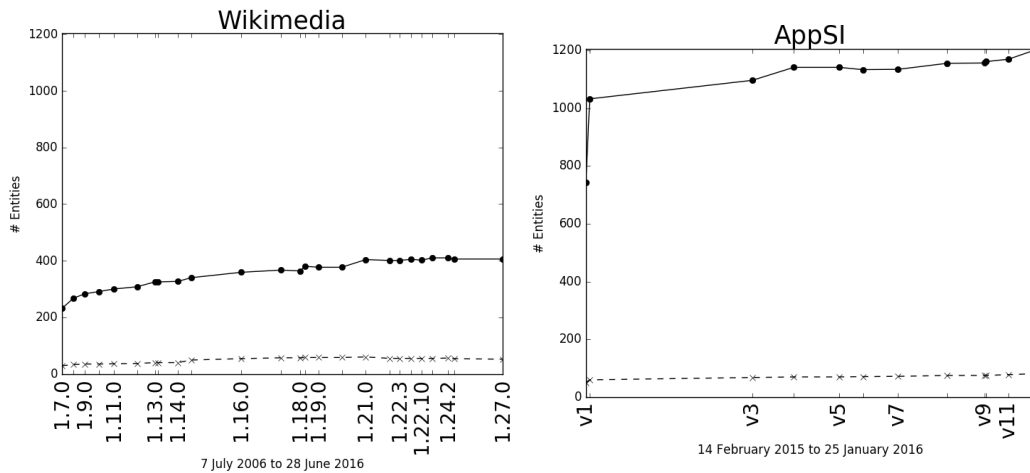 Wikimedia
1200
1000
800
600
400
200
0
# Entities
1.7.0
1.9.0
1.11.0
1.13.0
1.14.0
1.16.0
1.18.0
1.19.0
1.21.0
1.22.3
1.22.10
1.24.2
1.27.0
7 July 2006 to 28 June 2016
AppSI
1200
1000
800
600
400
200
0
# Entities
v1
v3
v5
v7
v9
v11
14 February 2015 to 25 January 2016